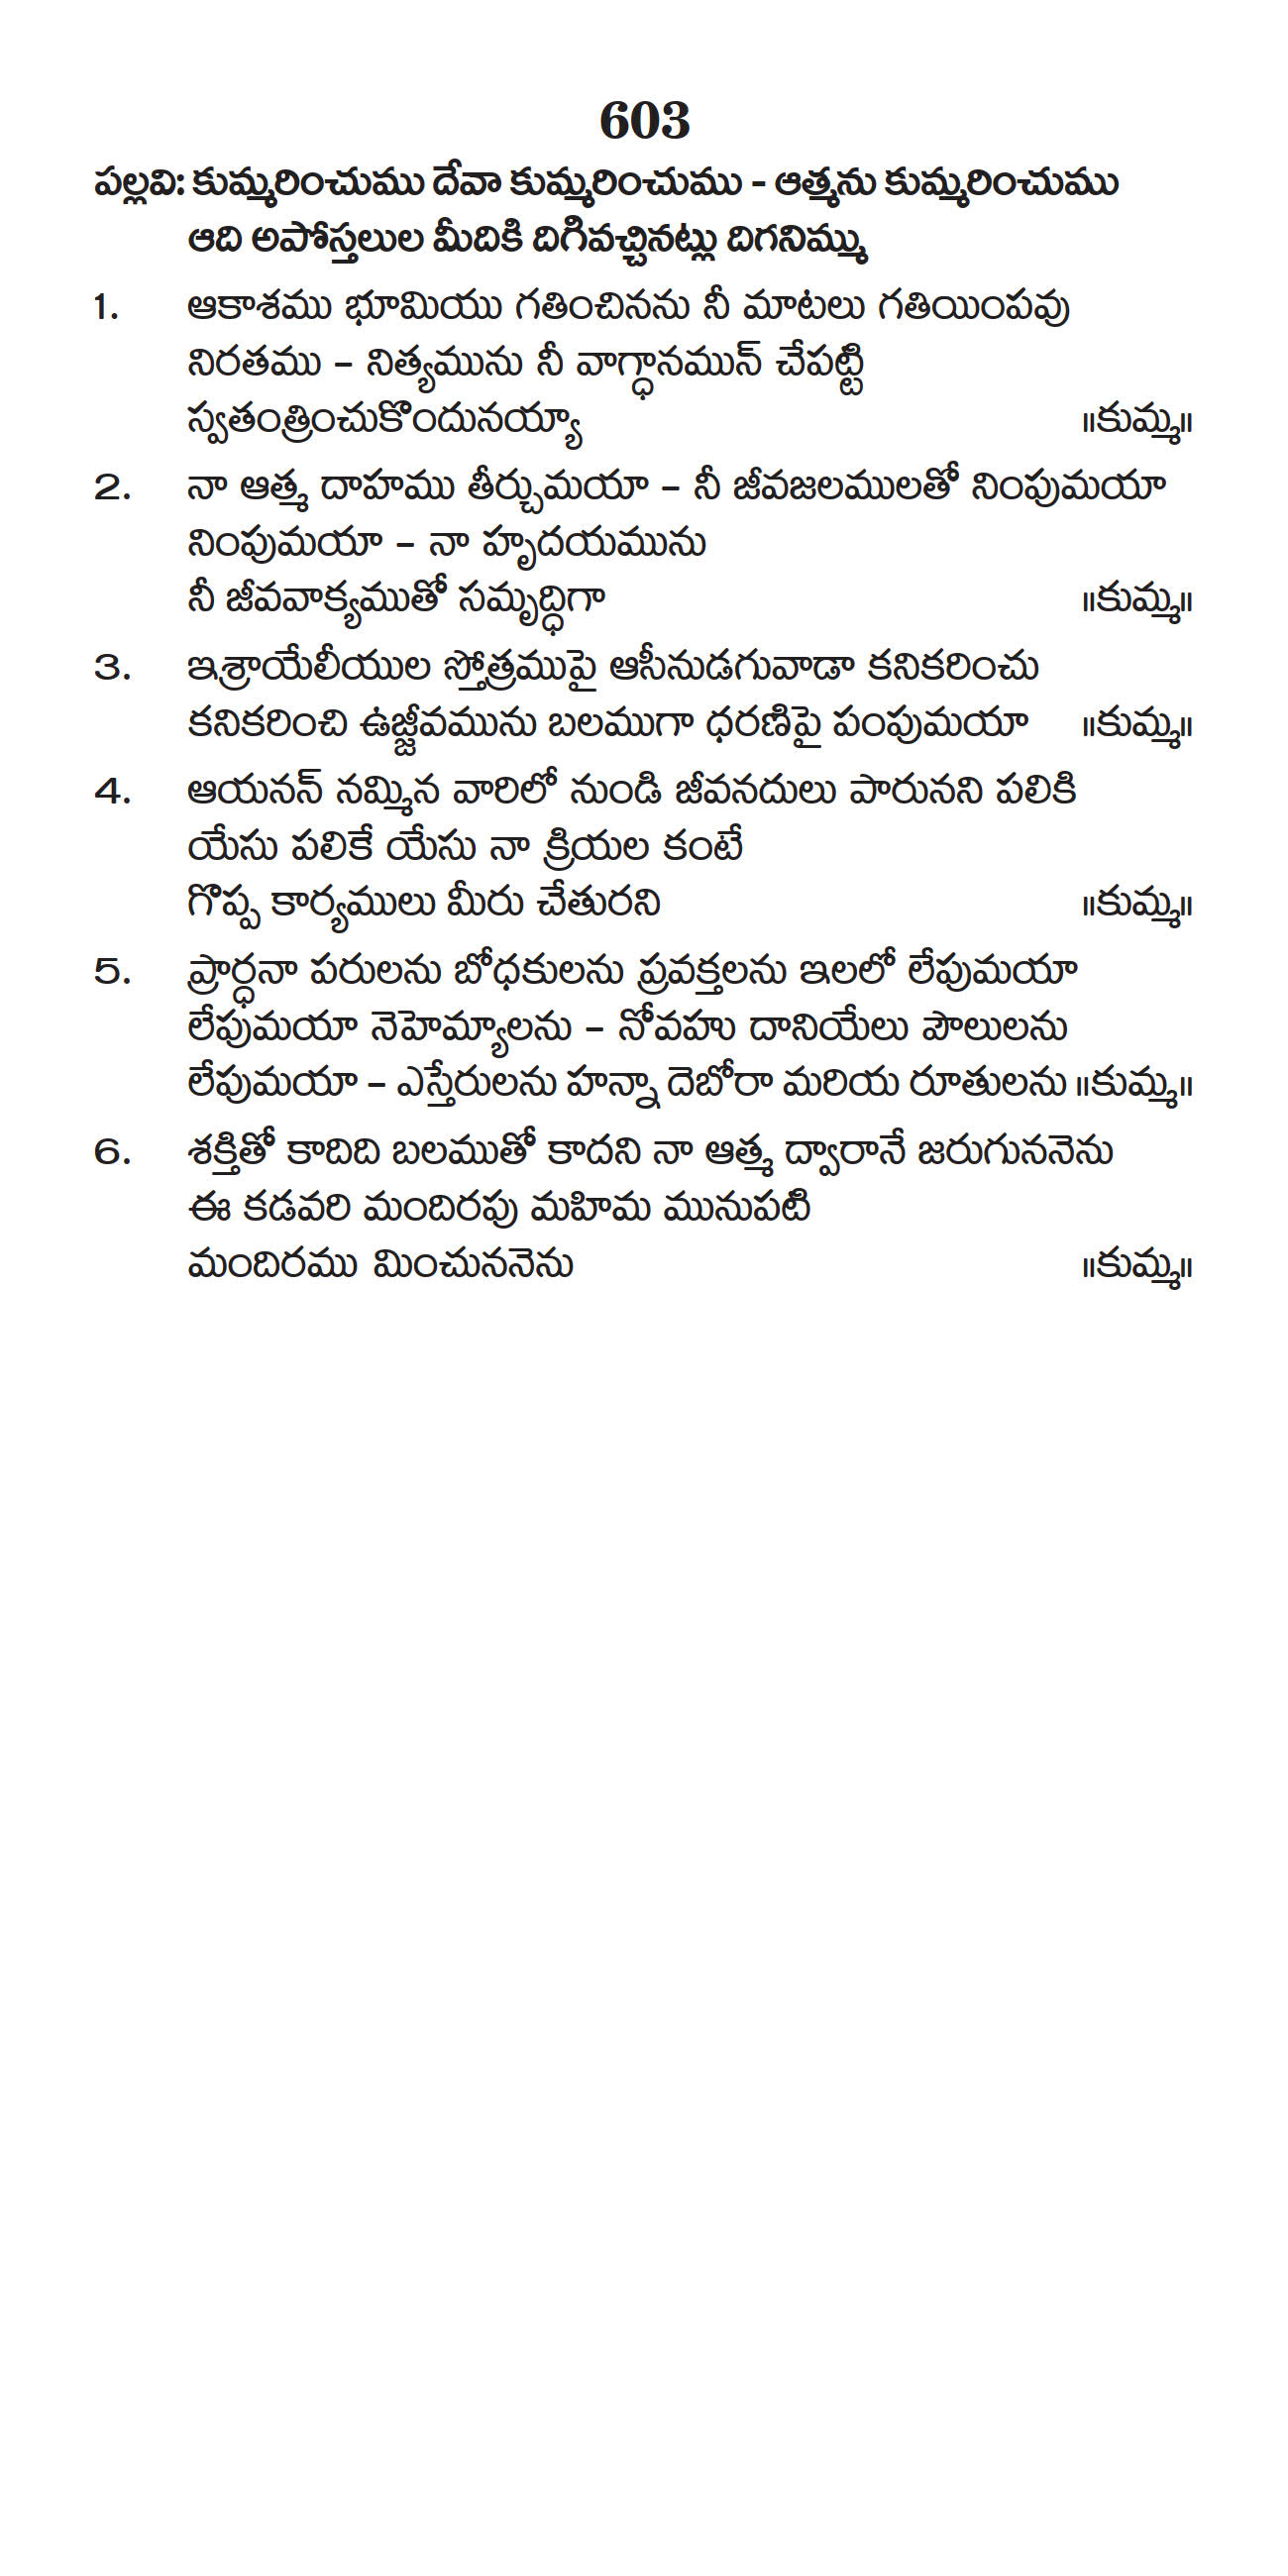 603
పల్లవి: కుమ్మరించుము దేవా కుమ్మరించుము - ఆత్మను కుమ్మరించుము
ఆది అపోస్తలుల మీదికి దిగివచ్చినట్లు దిగనిమ్ము
1. ఆకాశము భూమియు గతించినను నీ మాటలు గతియింపవు
నిరతము – నిత్యమును నీ వాగ్ధానమున్ చేపట్టి
స్వతంత్రించుకొందునయ్యా ॥కుమ్మ॥
2. నా ఆత్మ దాహము తీర్చుమయా – నీ జీవజలములతో నింపుమయా
నింపుమయా – నా హృదయమును
నీ జీవవాక్యముతో సమృద్ధిగా ॥కుమ్మ॥
3. ఇశ్రాయేలీయుల స్తోత్రముపై ఆసీనుడగువాడా కనికరించు
కనికరించి ఉజ్జీవమును బలముగా ధరణిపై పంపుమయా ॥కుమ్మ॥
4. ఆయనన్ నమ్మిన వారిలో నుండి జీవనదులు పారునని పలికి
యేసు పలికే యేసు నా క్రియల కంటే
గొప్ప కార్యములు మీరు చేతురని ॥కుమ్మ॥
5. ప్రార్ధనా పరులను బోధకులను ప్రవక్తలను ఇలలో లేపుమయా
లేపుమయా నెహెమ్యాలను – నోవహు దానియేలు పౌలులను
లేపుమయా – ఎస్తేరులను హన్నా దెబోరా మరియ రూతులను ॥కుమ్మ॥
6. శక్తితో కాదిది బలముతో కాదని నా ఆత్మ ద్వారానే జరుగుననెను
ఈ కడవరి మందిరపు మహిమ మునుపటి
మందిరము మించుననెను ॥కుమ్మ॥